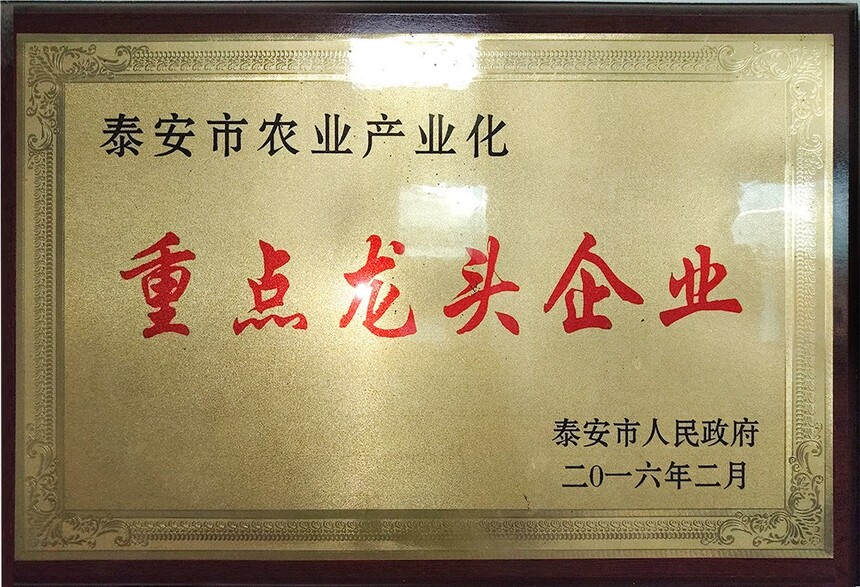 泰安市农业产业化
重点龙头企业
泰安市人民政府
二0一六年二月